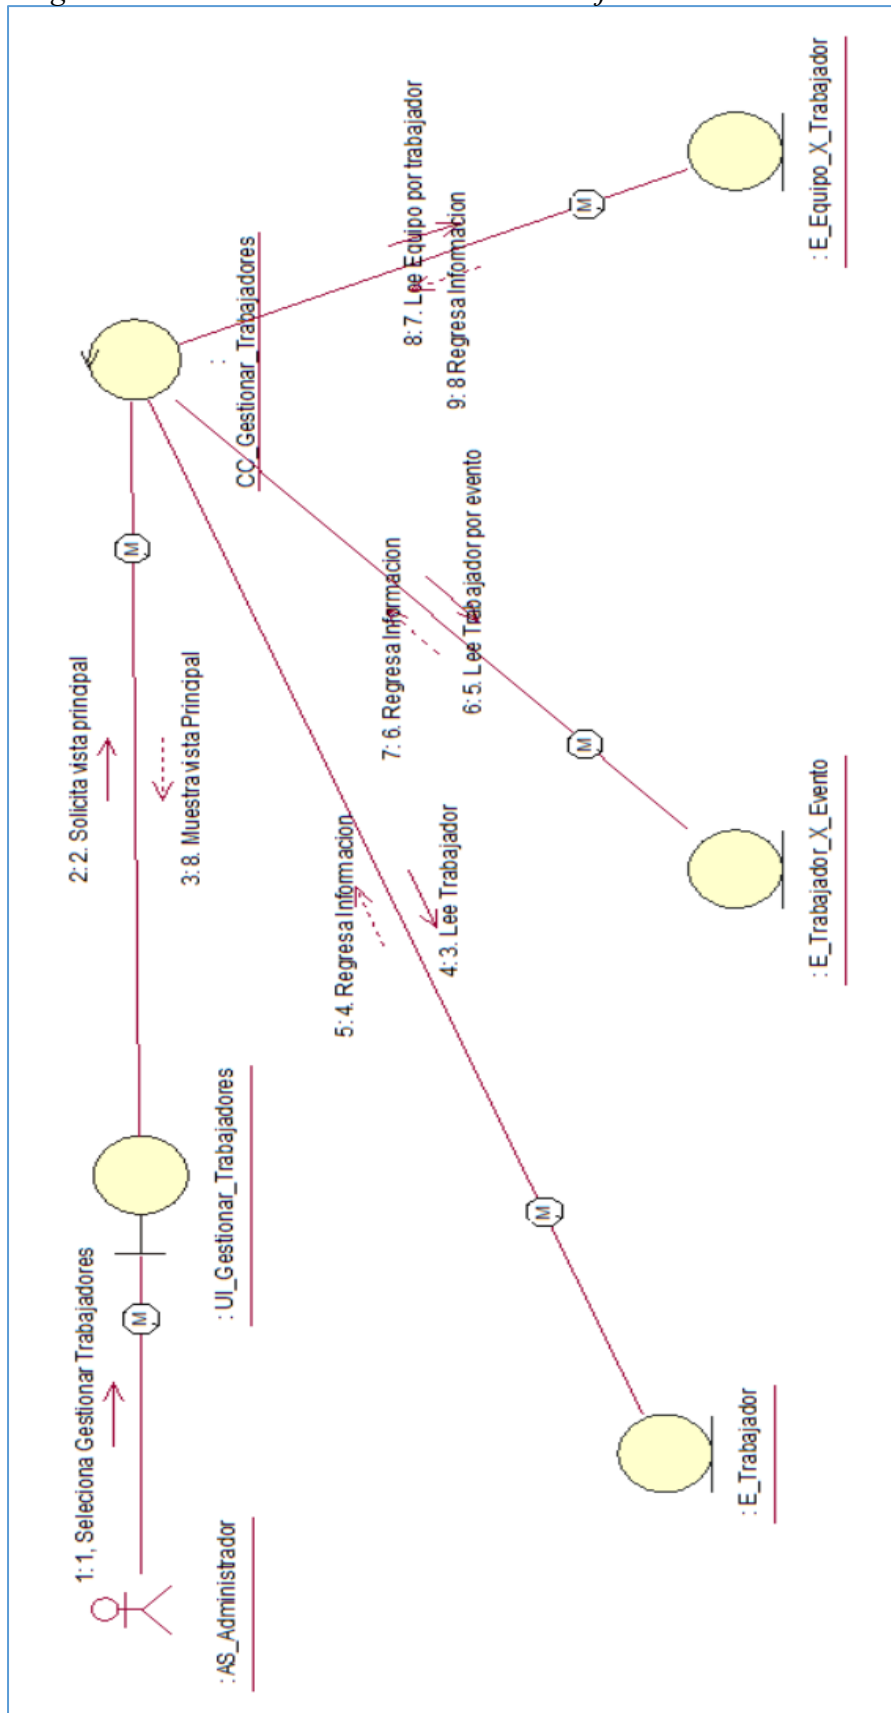 : AS_Administrador
1: 1, Seleciona Gestionar Trabajadores
: UI_Gestionar_Trabajadores
2: 2. Solicita vista principal
3: 8. Muestra vista Principal
:
CC_Gestionar_Trabajadores
5: 4. Regresa Informacion
4: 3. Lee Trabajador
: E_Trabajador
7: 6. Regresa Informacion
6: 5. Lee Trabajador por evento
: E_Trabajador_X_Evento
8: 7. Lee Equipo por trabajador
9: 8 Regresa Informacion
: E_Equipo_X_Trabajador
M
M
M
M
M